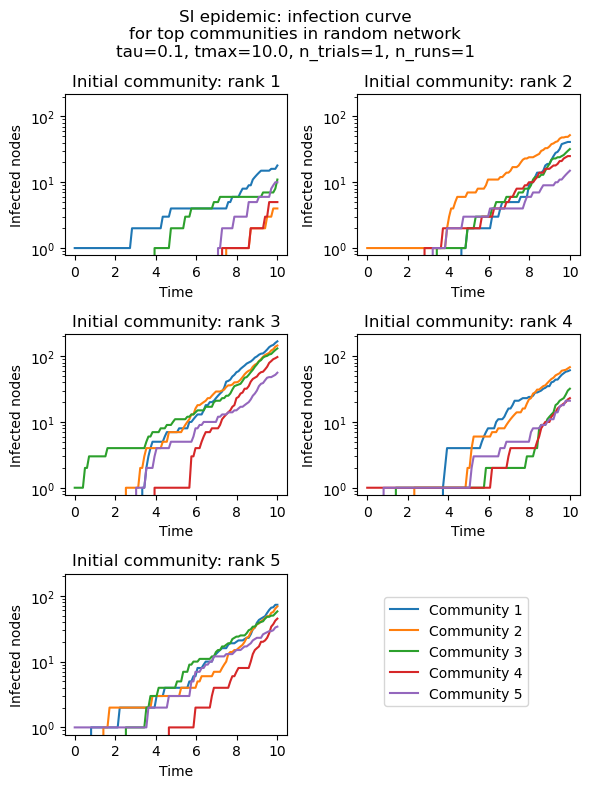 SI epidemic: infection curve
for top communities in random network
tau=0.1, tmax=10.0, n_trials=1, n_runs=1
Initial community: rank 1
Infected nodes
10²
10¹
10⁰
0 2 4 6 8 10
Time
Initial community: rank 2
Infected nodes
10²
10¹
10⁰
0 2 4 6 8 10
Time
Initial community: rank 3
Infected nodes
10²
10¹
10⁰
0 2 4 6 8 10
Time
Initial community: rank 4
Infected nodes
10²
10¹
10⁰
0 2 4 6 8 10
Time
Initial community: rank 5
Infected nodes
10²
10¹
10⁰
0 2 4 6 8 10
Time
Community 1
Community 2
Community 3
Community 4
Community 5